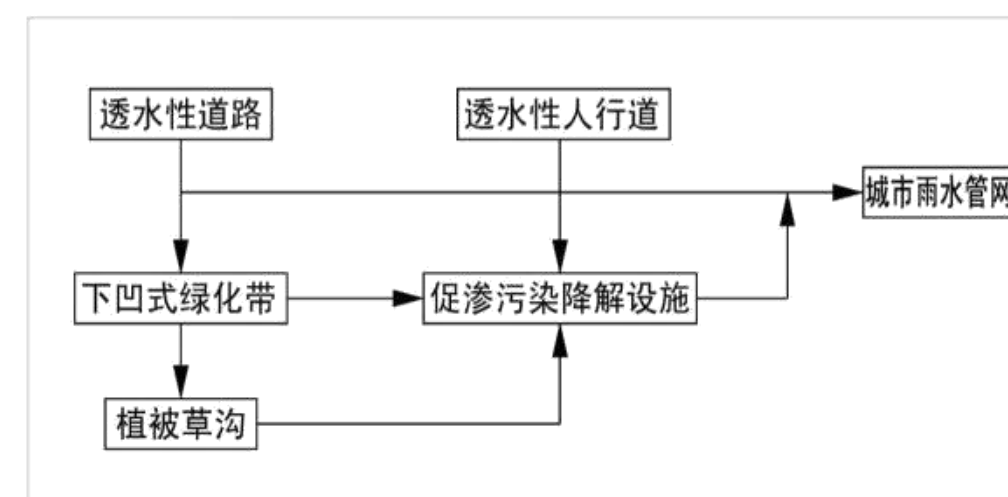 透水性道路
透水性人行道
城市雨水管网
下凹式绿化带
促渗污染降解设施
植被草沟